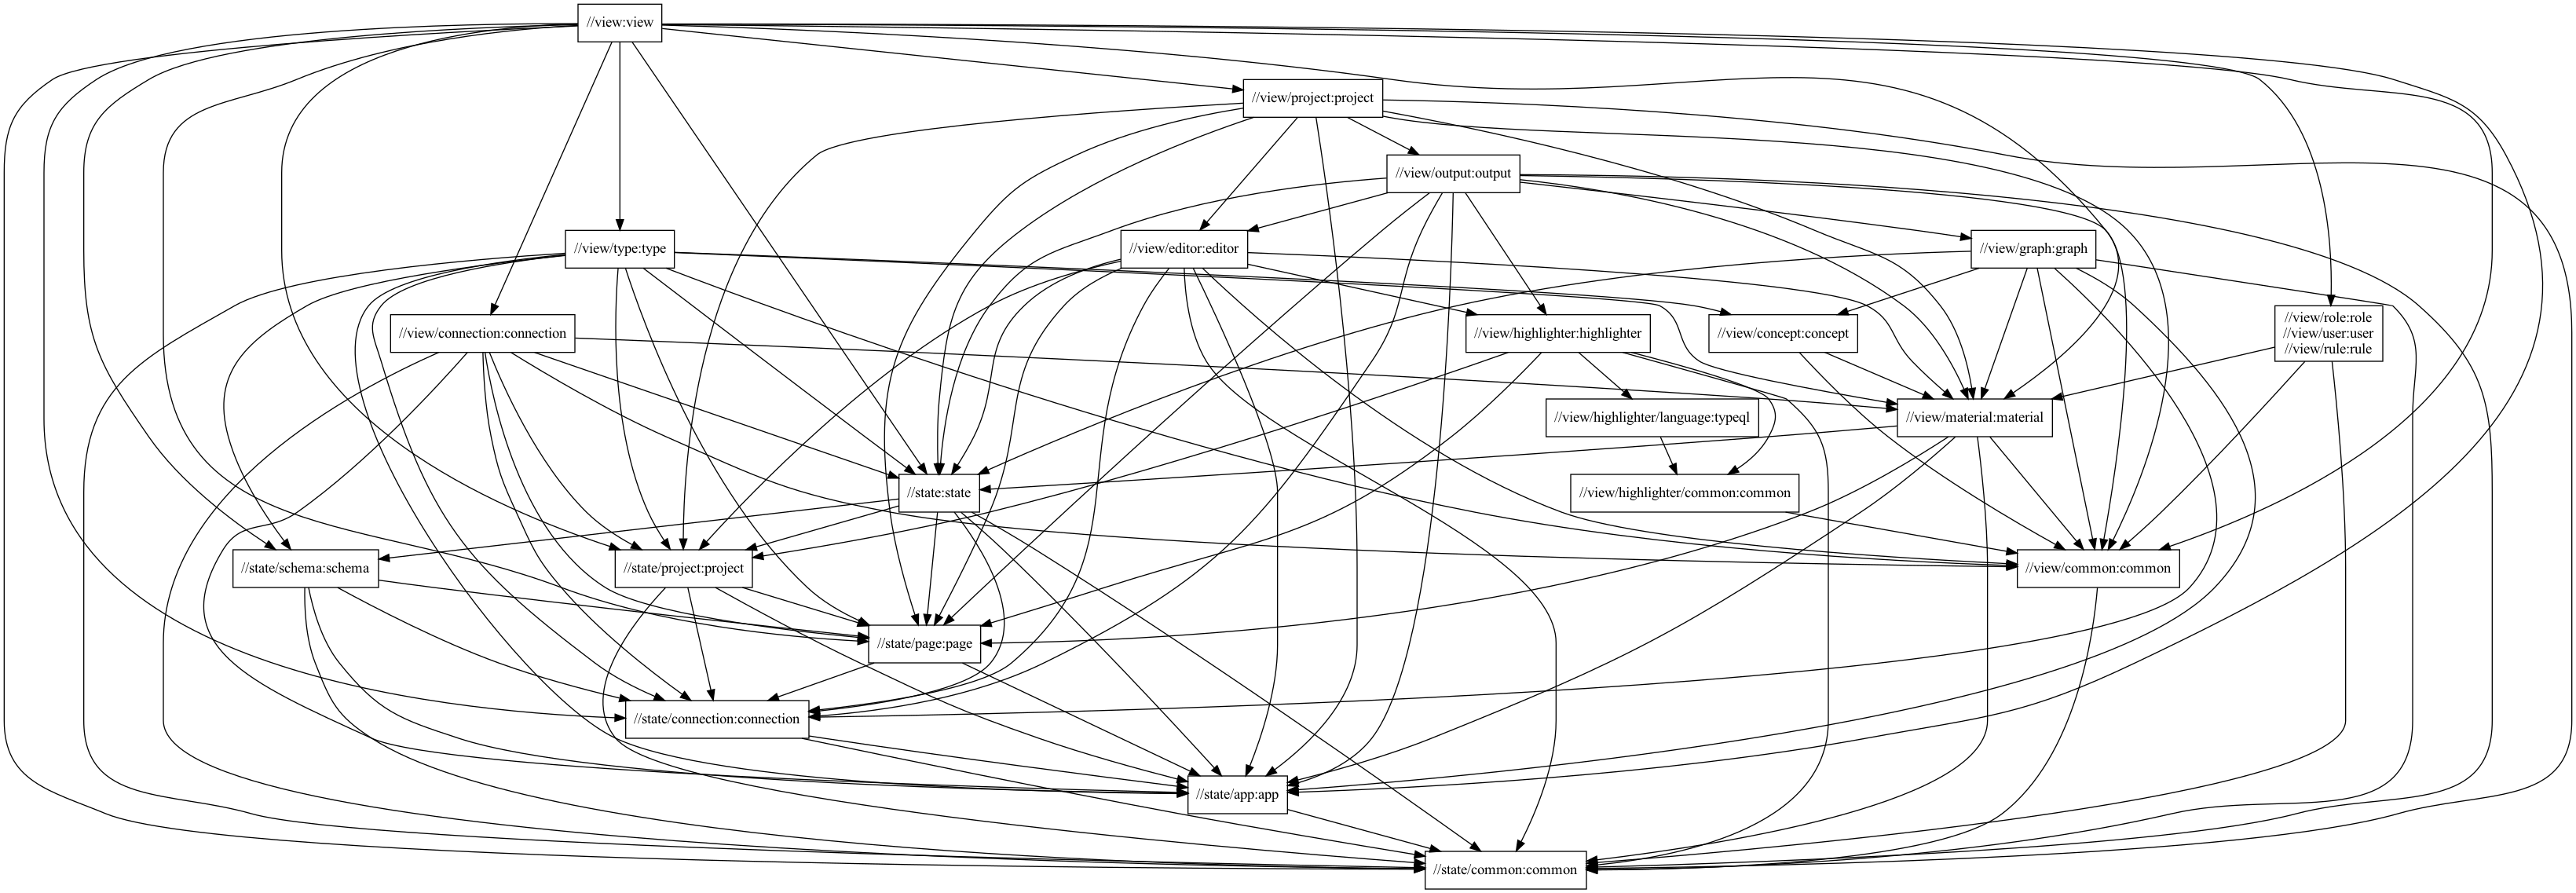 //view:view
//view/project:project
//view/output:output
//view/type:type
//view/editor:editor
//view/graph:graph
//view/connection:connection
//view/highlighter:highlighter
//view/concept:concept
//view/role:role
//view/user:user
//view/rule:rule
//view/highlighter/language:typeql
//view/material:material
//state:state
//view/highlighter/common:common
//state/schema:schema
//state/project:project
//view/common:common
//state/page:page
//state/connection:connection
//state/app:app
//state/common:common